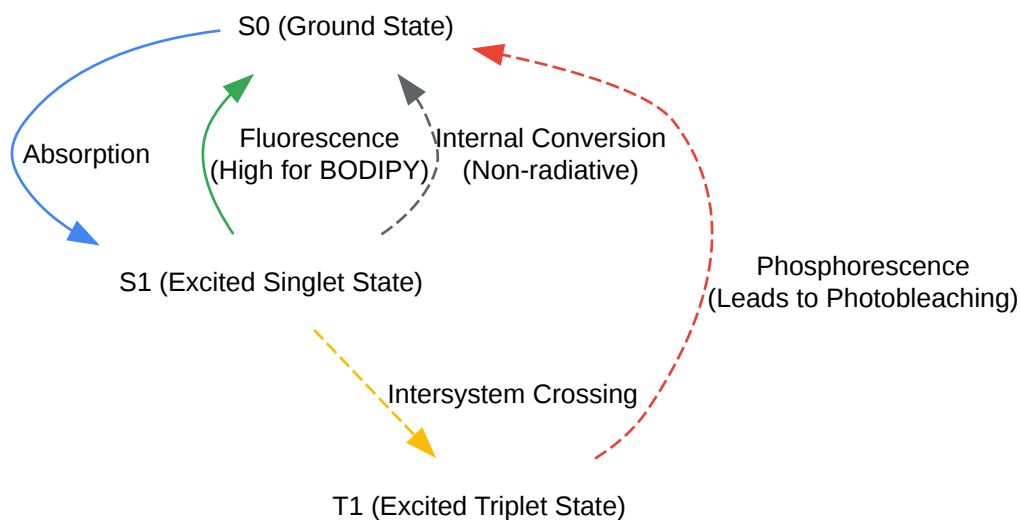 S0 (Ground State)
Absorption
Fluorescence
(High for BODIPY)
Internal Conversion
(Non-radiative)
S1 (Excited Singlet State)
Phosphorescence
(Leads to Photobleaching)
Intersystem Crossing
T1 (Excited Triplet State)